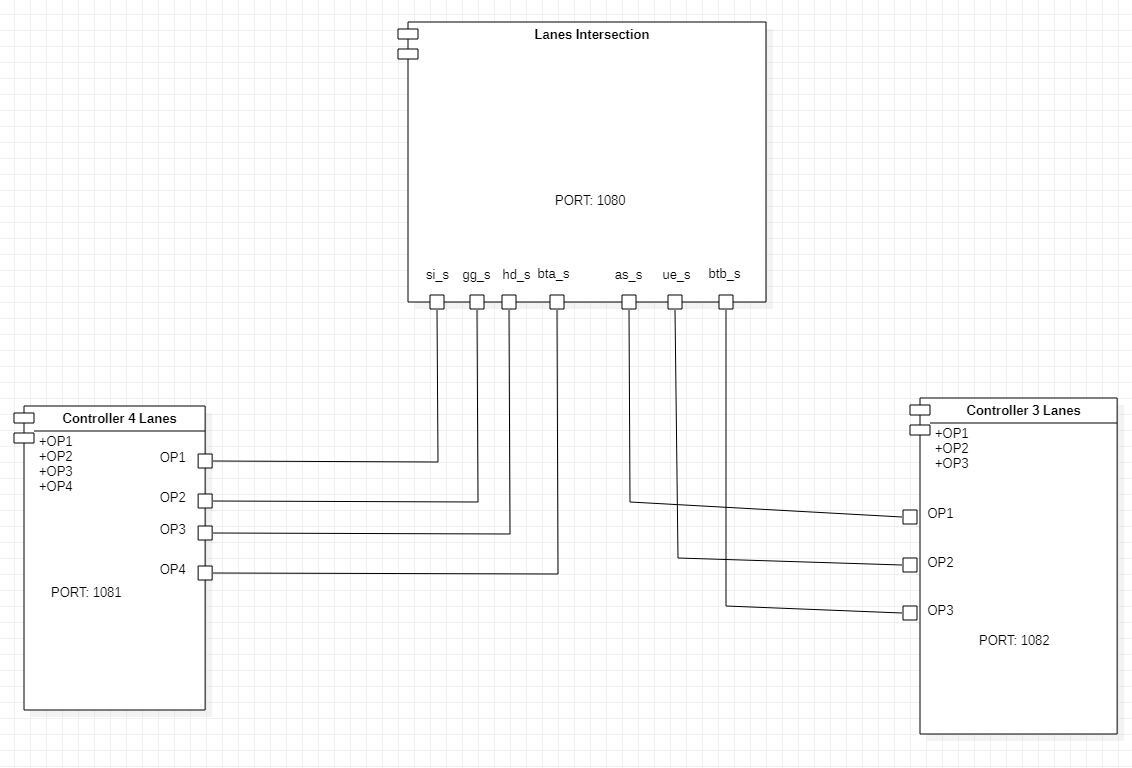 Lanes Intersection
PORT: 1080
si_s gg_s hd_s bta_s as_s ue_s btb_s
Controller 4 Lanes
+OP1
+OP2
+OP3
+OP4
OP1
OP2
OP3
OP4
PORT: 1081
Controller 3 Lanes
+OP1
+OP2
+OP3
OP1
OP2
OP3
PORT: 1082